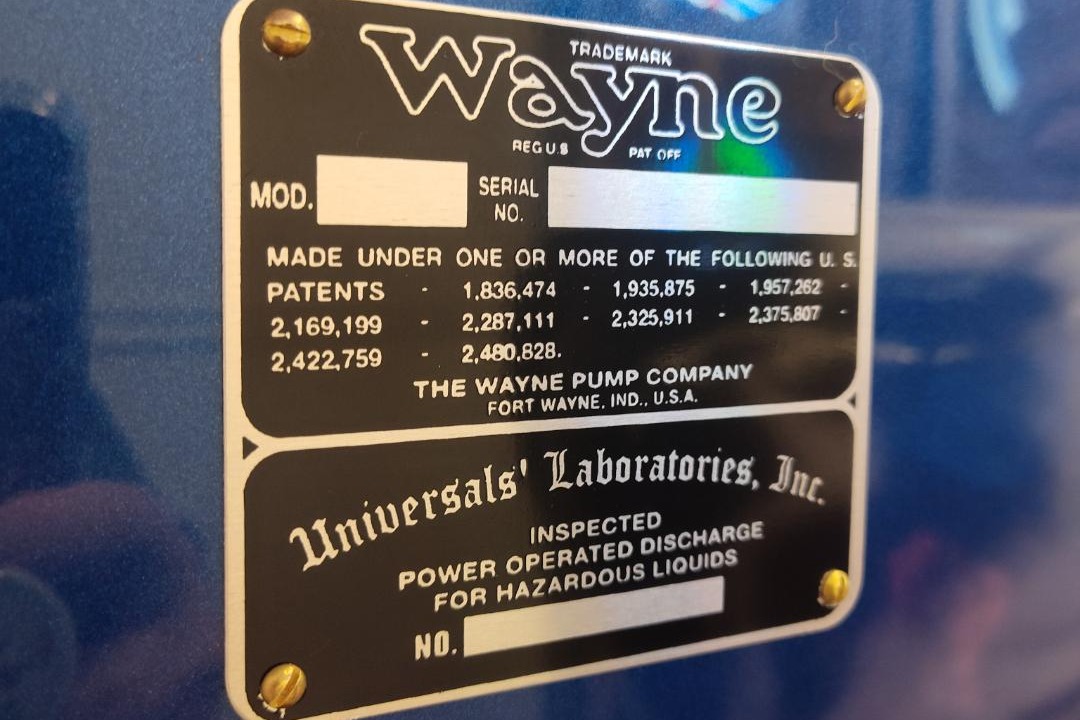 TRADEMARK
Wayne
REG U.S PAT OFF
MOD. SERIAL NO.
MADE UNDER ONE OR MORE OF THE FOLLOWING U. S.
PATENTS - 1,836,474 - 1,935,875 - 1,957,262 -
2,169,199 - 2,287,111 - 2,325,911 - 2,375,807 -
2,422,759 - 2,480,828.
THE WAYNE PUMP COMPANY
FORT WAYNE, IND., U.S.A.
Universals' Laboratories, Inc.
INSPECTED
POWER OPERATED DISCHARGE
FOR HAZARDOUS LIQUIDS
NO.